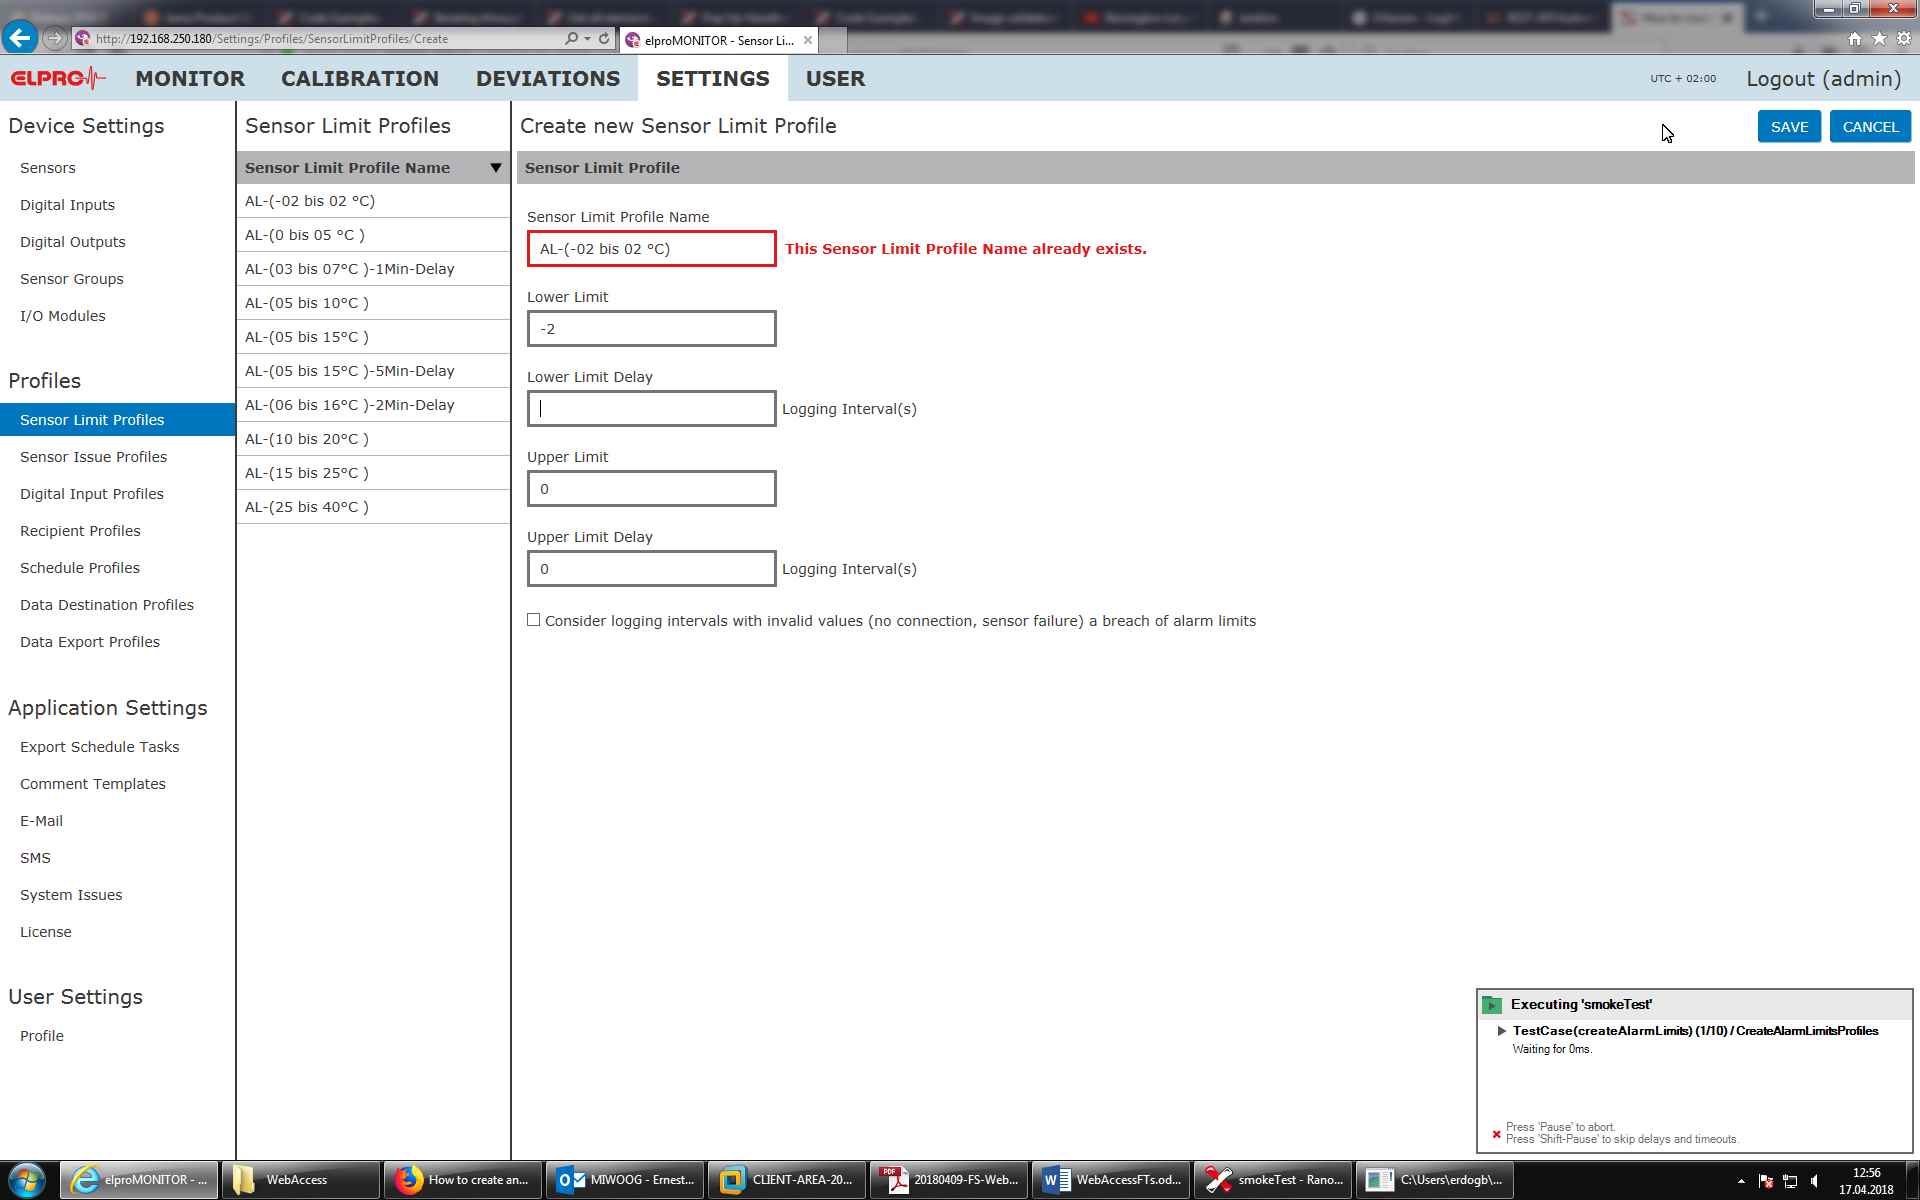 http://192.168.250.180/Settings/Profiles/SensorLimitProfiles/Create
elproMONITOR - Sensor Li...
ELPRO
MONITOR
CALIBRATION
DEVIATIONS
SETTINGS
USER
UTC + 02:00
Logout (admin)
Device Settings
Sensors
Digital Inputs
Digital Outputs
Sensor Groups
I/O Modules
Profiles
Sensor Limit Profiles
Sensor Issue Profiles
Digital Input Profiles
Recipient Profiles
Schedule Profiles
Data Destination Profiles
Data Export Profiles
Application Settings
Export Schedule Tasks
Comment Templates
E-Mail
SMS
System Issues
License
User Settings
Profile
Sensor Limit Profiles
Sensor Limit Profile Name
AL-(-02 bis 02 °C)
AL-(0 bis 05 °C )
AL-(03 bis 07°C )-1Min-Delay
AL-(05 bis 10°C )
AL-(05 bis 15°C )
AL-(05 bis 15°C )-5Min-Delay
AL-(06 bis 16°C )-2Min-Delay
AL-(10 bis 20°C )
AL-(15 bis 25°C )
AL-(25 bis 40°C )
Create new Sensor Limit Profile
SAVE
CANCEL
Sensor Limit Profile
Sensor Limit Profile Name
AL-(-02 bis 02 °C) This Sensor Limit Profile Name already exists.
Lower Limit
-2
Lower Limit Delay
Logging Interval(s)
Upper Limit
0
Upper Limit Delay
0 Logging Interval(s)
Consider logging intervals with invalid values (no connection, sensor failure) a breach of alarm limits
Executing 'smokeTest'
TestCase(createAlarmLimits) (1/10) / CreateAlarmLimitsProfiles
Waiting for 0ms.
Press 'Pause' to abort.
Press 'Shift-Pause' to skip delays and timeouts.
elproMONITOR - ...
WebAccess
How to create an...
MIWOOG - Ernest...
CLIENT-AREA-20...
PDF
20180409-FS-Web...
WebAccessFTs.od...
smokeTest - Rano...
C:\Users\erdogb\...
12:56
17.04.2018